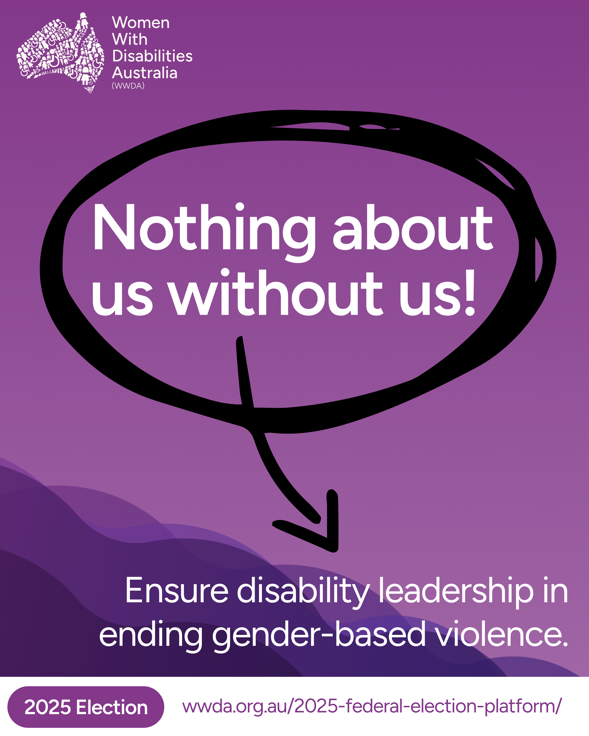 Women
With
Disabilities
Australia
(WWDA)
Nothing about
us without us!
Ensure disability leadership in
ending gender-based violence.
2025 Election
wwda.org.au/2025-federal-election-platform/